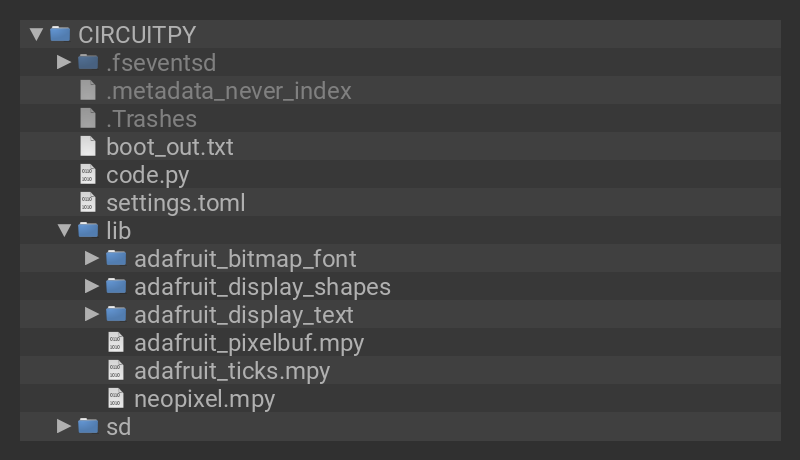 CIRCUITPY
.fseventsd
.metadata_never_index
.Trashes
boot_out.txt
code.py
settings.toml
lib
adafruit_bitmap_font
adafruit_display_shapes
adafruit_display_text
adafruit_pixelbuf.mpy
adafruit_ticks.mpy
neopixel.mpy
sd